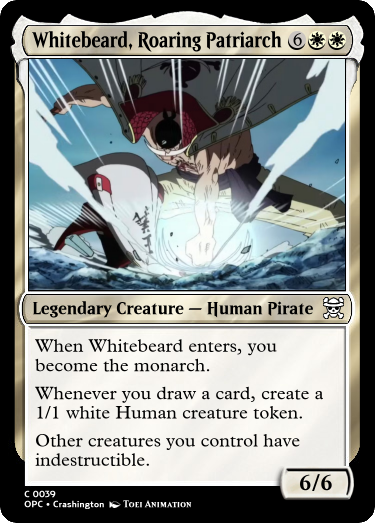 Whitebeard, Roaring Patriarch 6
Legendary Creature — Human Pirate
When Whitebeard enters, you
become the monarch.
Whenever you draw a card, create a
1/1 white Human creature token.
Other creatures you control have
indestructible.
6/6
C 0039
OPC • Crashington TOEI ANIMATION